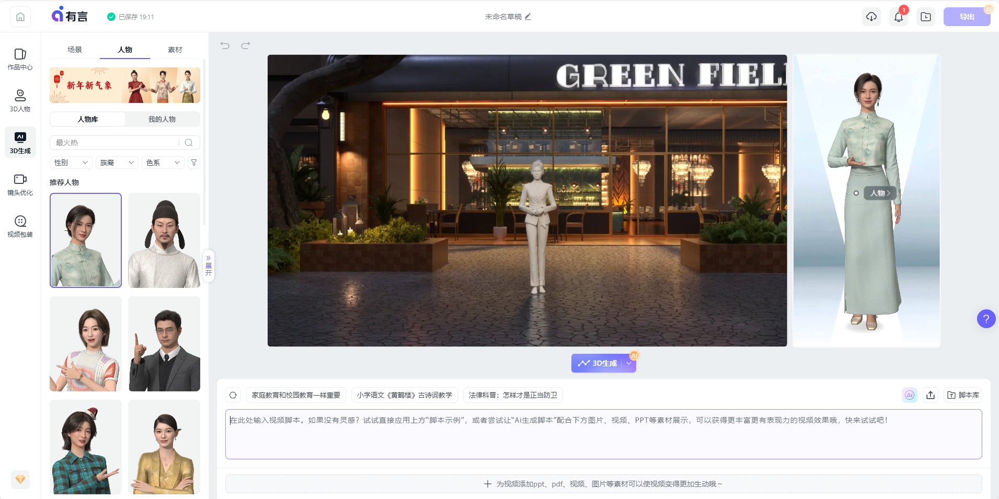 有言
已保存 19:11
未命名草稿
1
导出
Ai
作品中心
3D人物
AI
3D生成
镜头优化
视频包装
场景
人物
素材
新年新气象
人物库
我的人物
最火热
性别
族裔
色系
推荐人物
展开
GREEN FIEL
人物
3D生成
Ai
?
家庭教育和校园教育一样重要
小学语文《黄鹤楼》古诗词教学
法律科普：怎样才是正当防卫
Ai
脚本库
在此处输入视频脚本。如果没有灵感？试试直接应用上方“脚本示例”，或者尝试让“Ai生成脚本”配合下方图片、视频、PPT等素材展示，可以获得更丰富更有表现力的视频效果哦，快来试试吧！
为视频添加ppt、pdf、视频、图片等素材可以使视频变得更加生动哦~